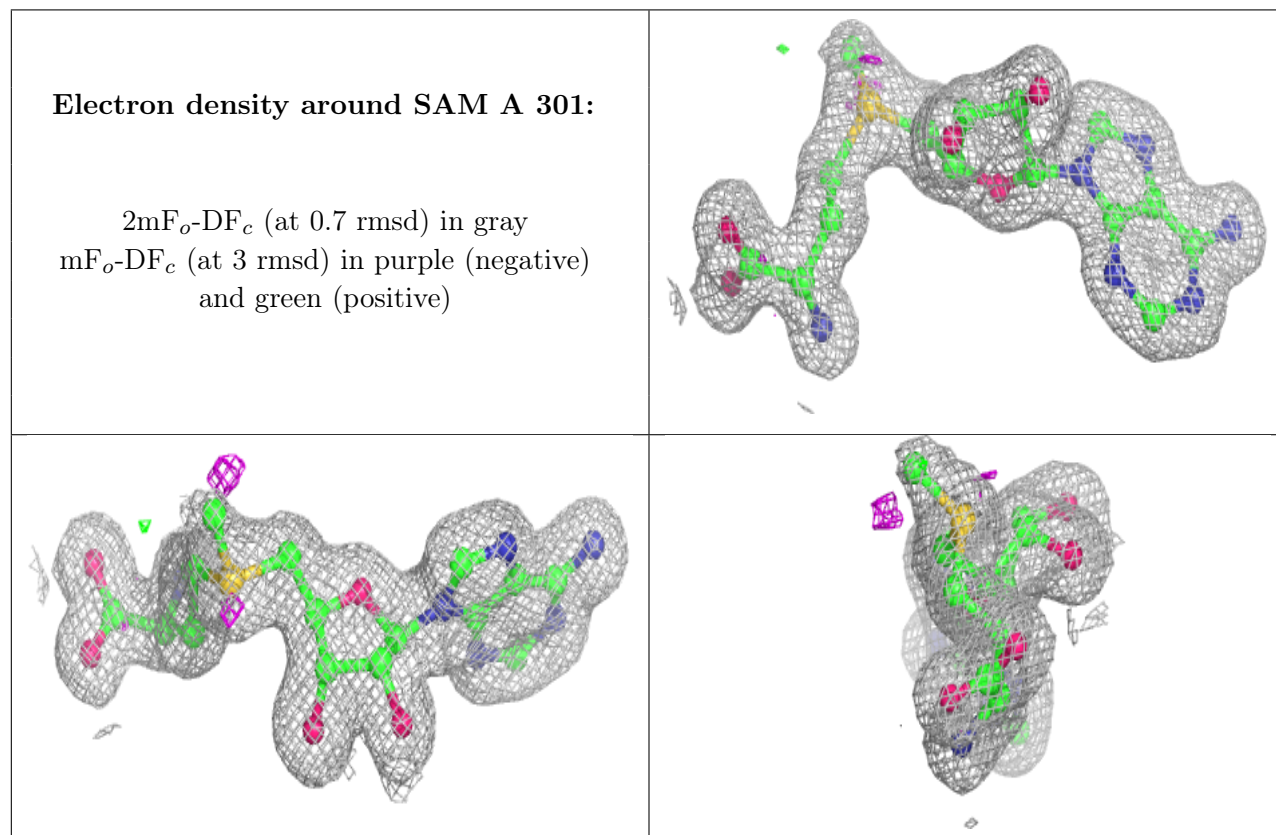 Electron density around SAM A 301:
2mFₒ-DF𝒸 (at 0.7 rmsd) in gray
mFₒ-DF𝒸 (at 3 rmsd) in purple (negative)
and green (positive)